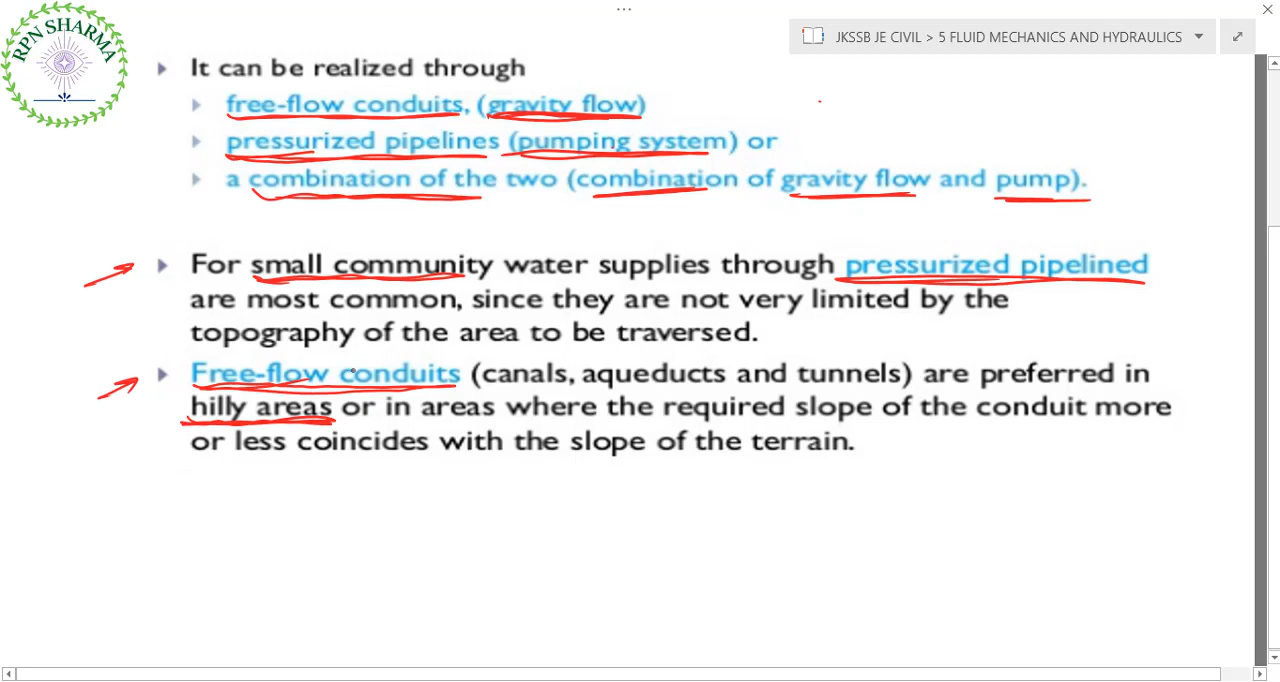 RPN SHARMA
JKSSB JE CIVIL > 5 FLUID MECHANICS AND HYDRAULICS
It can be realized through
free-flow conduits, (gravity flow)
pressurized pipelines (pumping system) or
a combination of the two (combination of gravity flow and pump).
For small community water supplies through pressurized pipelined
are most common, since they are not very limited by the
topography of the area to be traversed.
Free-flow conduits (canals, aqueducts and tunnels) are preferred in
hilly areas or in areas where the required slope of the conduit more
or less coincides with the slope of the terrain.